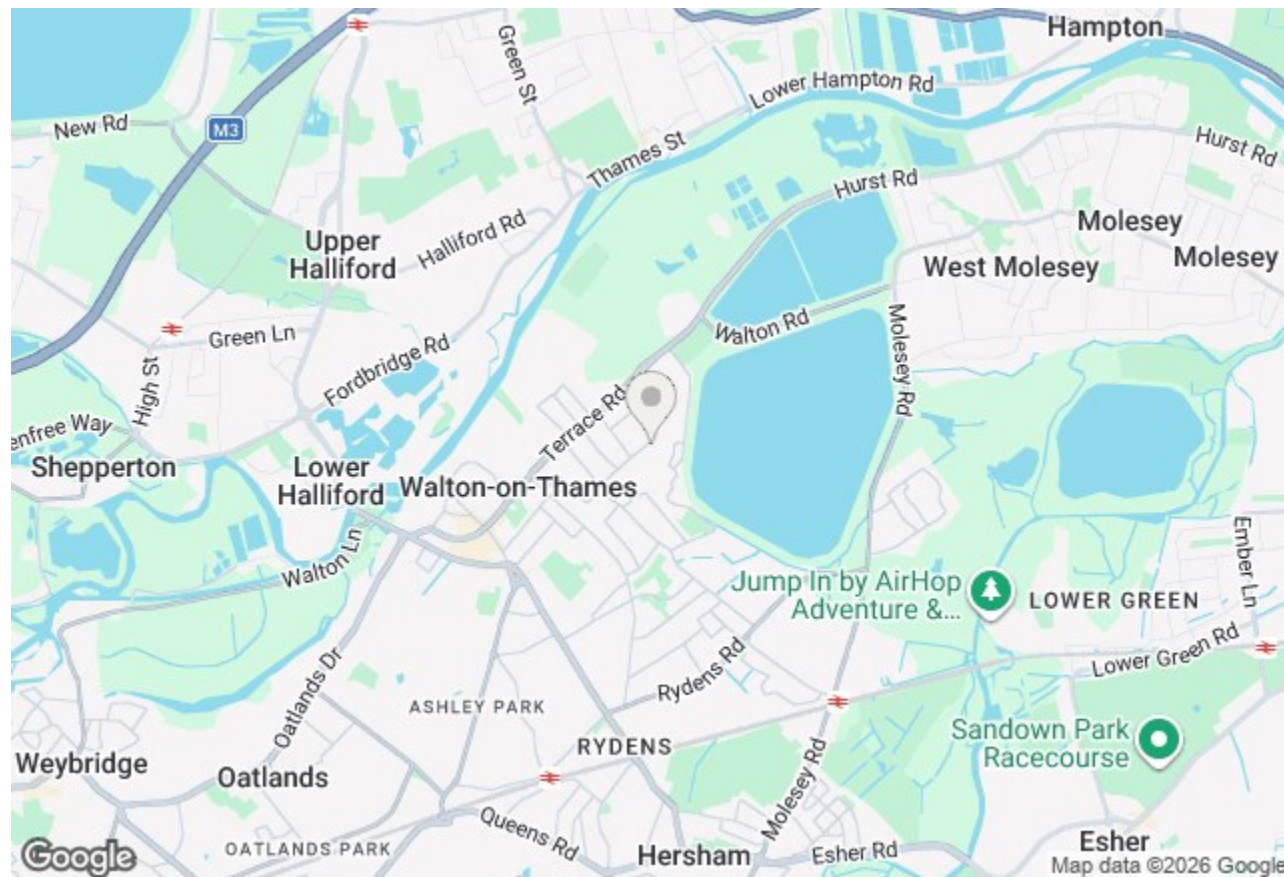 Hampton
Green St
Lower Hampton Rd
New Rd
M3
Thames St
Hurst Rd
Hurst Rd
Upper
Halliford
Halliford Rd
Molesey
West Molesey
Molesey
Green Ln
High St
Fordbridge Rd
Walton Rd
Molesey Rd
enfree Way
Terrace Rd
Shepperton
Lower
Halliford
Walton-on-Thames
Walton Ln
Ember Ln
Jump In by AirHop
Adventure &...
LOWER GREEN
Lower Green Rd
Oatlands Dr
Rydens Rd
ASHLEY PARK
RYDENS
Sandown Park
Racecourse
Weybridge
Oatlands
Molesey Rd
Queens Rd
OATLANDS PARK
Hersham
Esher Rd
Esher
Google
Map data ©2026 Google